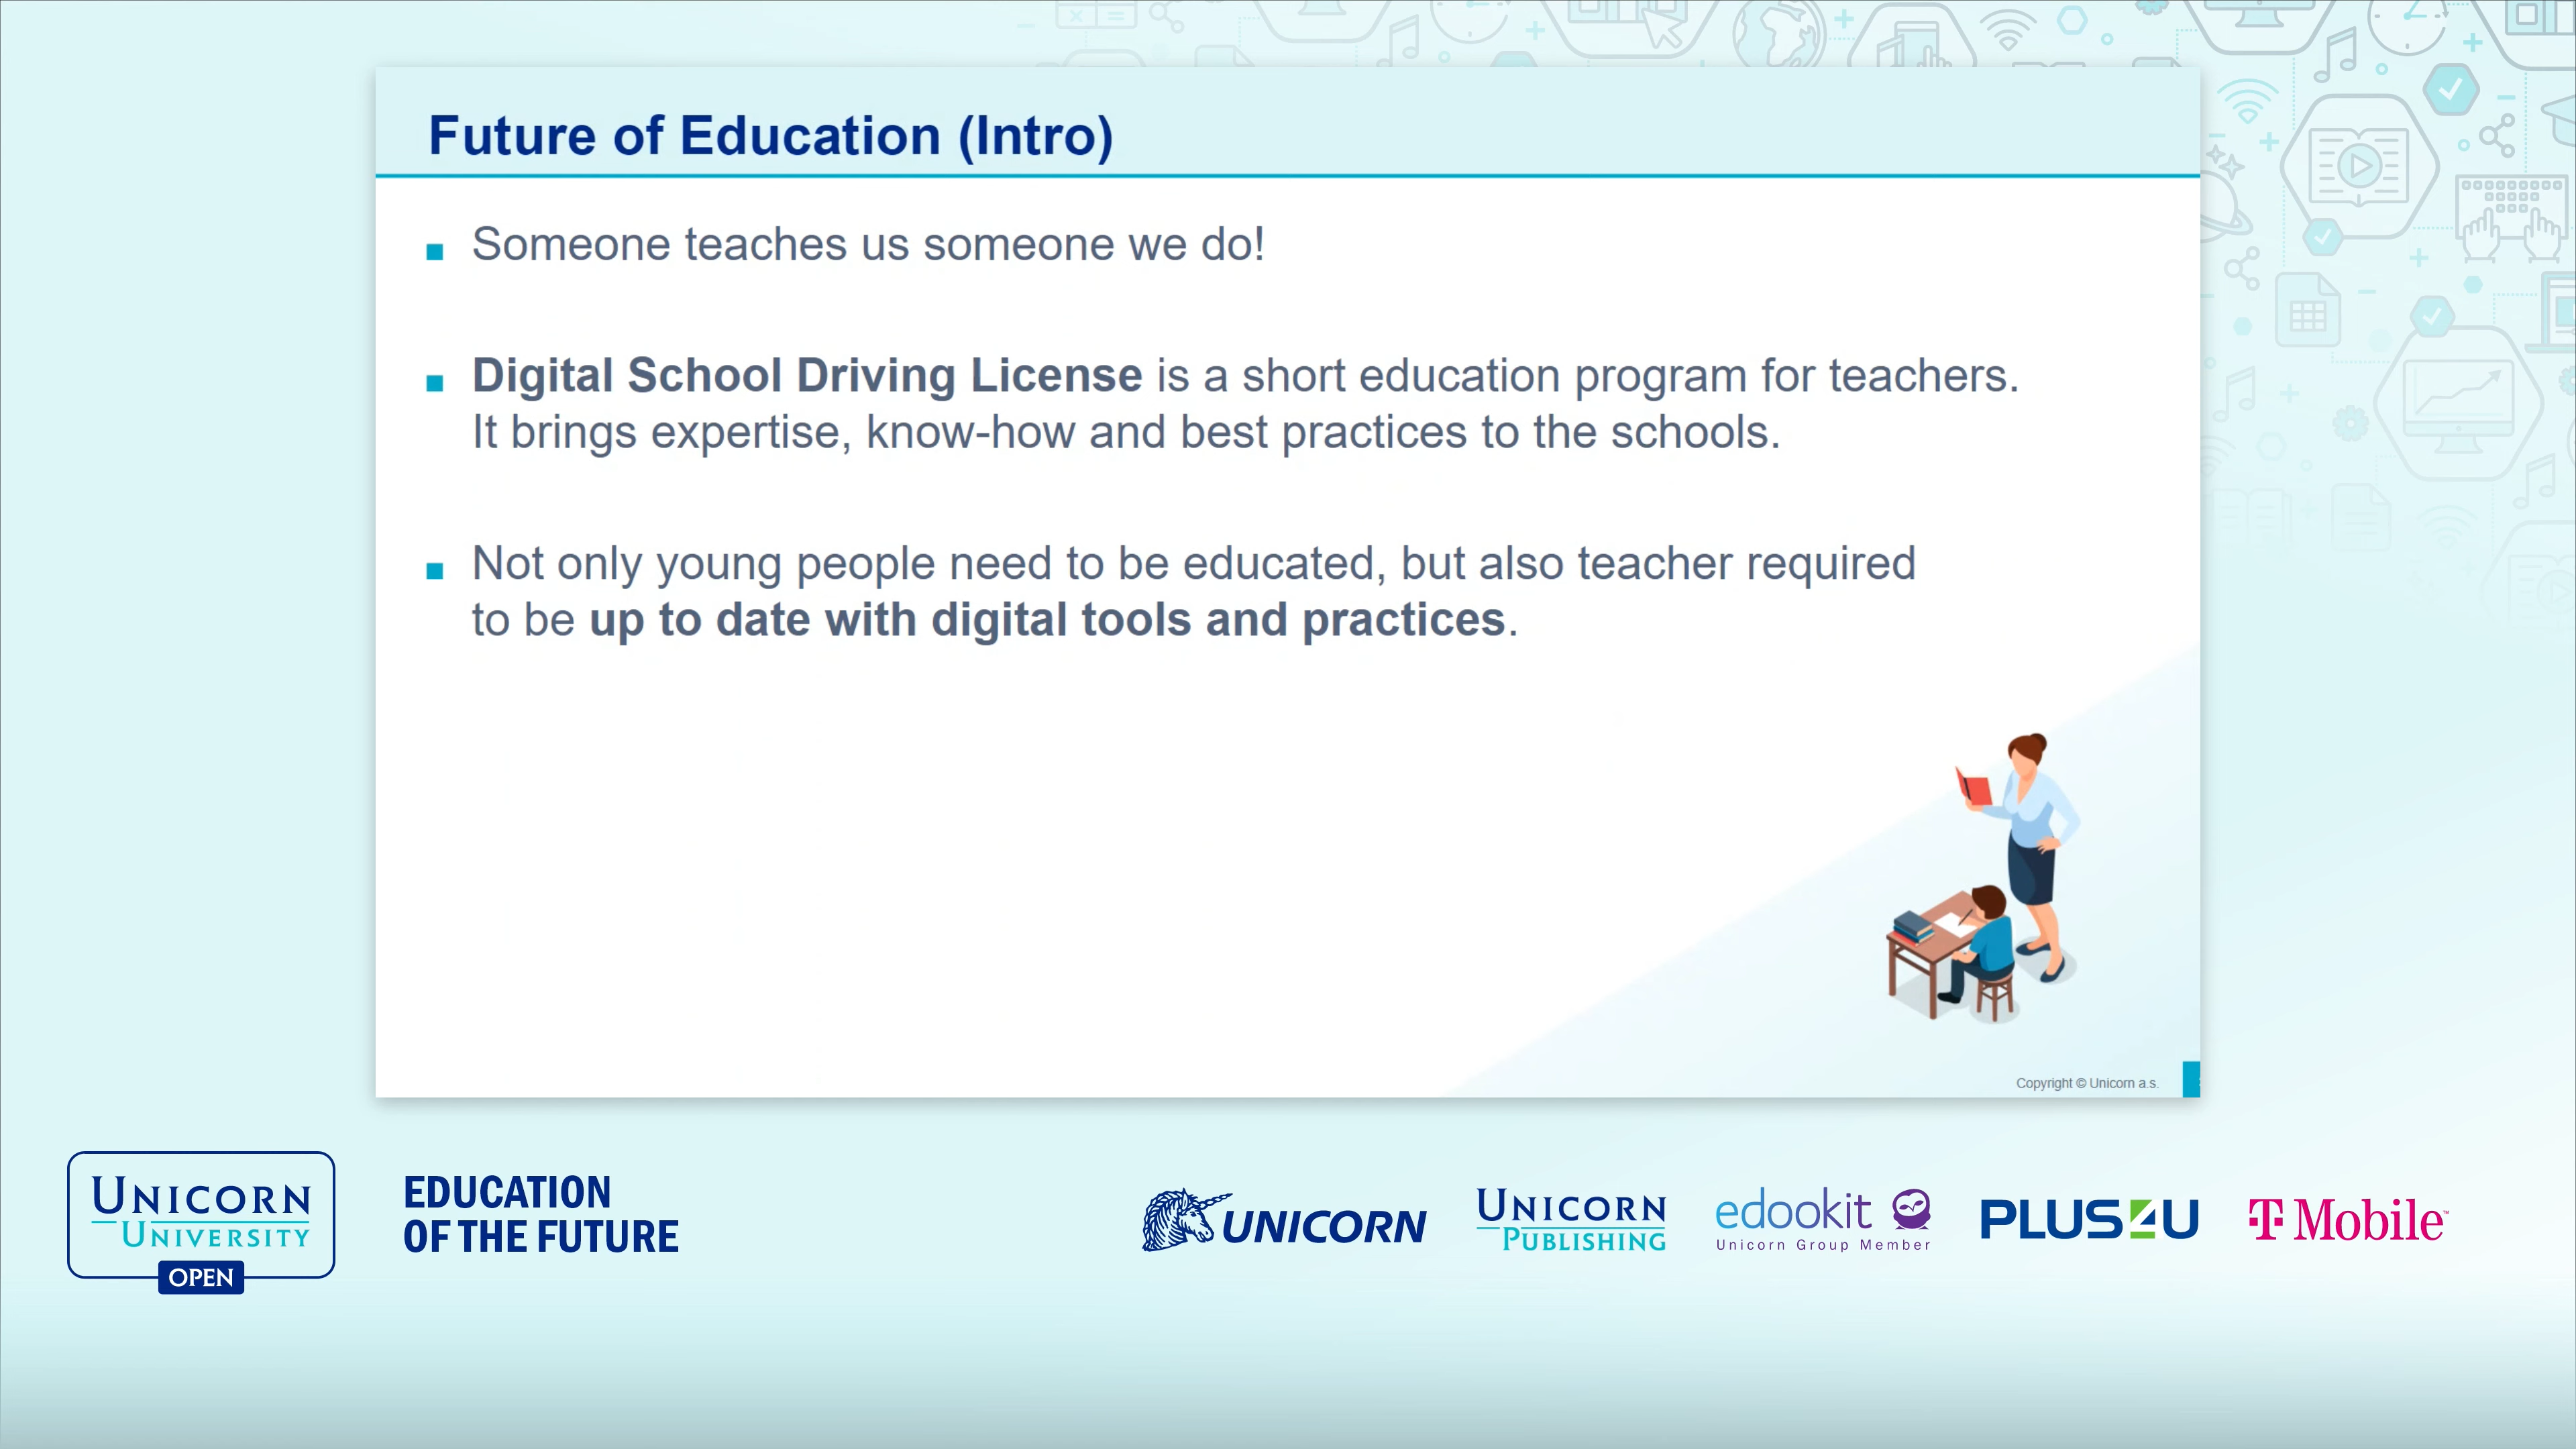 Future of Education (Intro)
Someone teaches us someone we do!
Digital School Driving License is a short education program for teachers.
It brings expertise, know-how and best practices to the schools.
Not only young people need to be educated, but also teacher required
to be up to date with digital tools and practices.
Copyright © Unicorn a.s.
UNICORN
UNIVERSITY
OPEN
EDUCATION
OF THE FUTURE
UNICORN
UNICORN
PUBLISHING
edookit
Unicorn Group Member
PLUS4U
T Mobile™